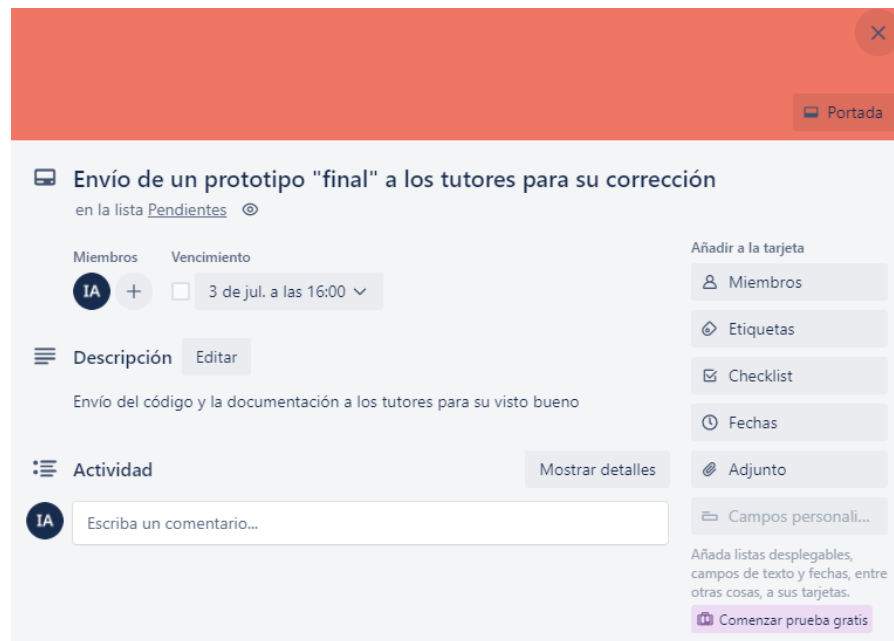 Portada
Envío de un prototipo "final" a los tutores para su corrección
en la lista Pendientes
Miembros
Vencimiento
IA
3 de jul. a las 16:00
Descripción
Editar
Envío del código y la documentación a los tutores para su visto bueno
Actividad
Mostrar detalles
IA
Escriba un comentario...
Añadir a la tarjeta
Miembros
Etiquetas
Checklist
Fechas
Adjunto
Campos personali...
Añada listas desplegables,
campos de texto y fechas, entre
otras cosas, a sus tarjetas.
Comenzar prueba gratis